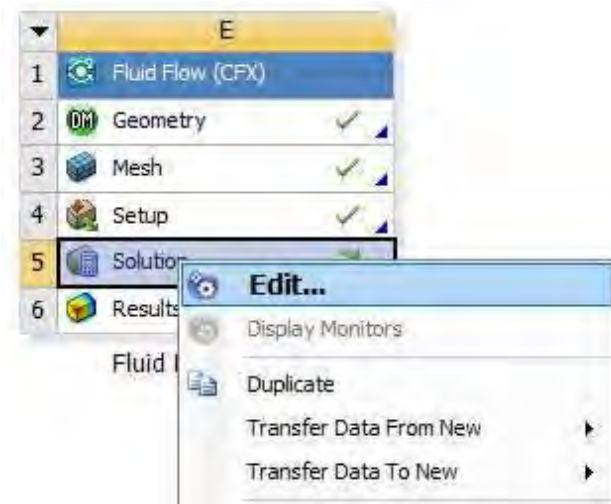 E
1 Fluid Flow (CFX)
2 DM Geometry
3 Mesh
4 Setup
5 Solution
6 Results
Edit...
Display Monitors
Fluid
Duplicate
Transfer Data From New
Transfer Data To New